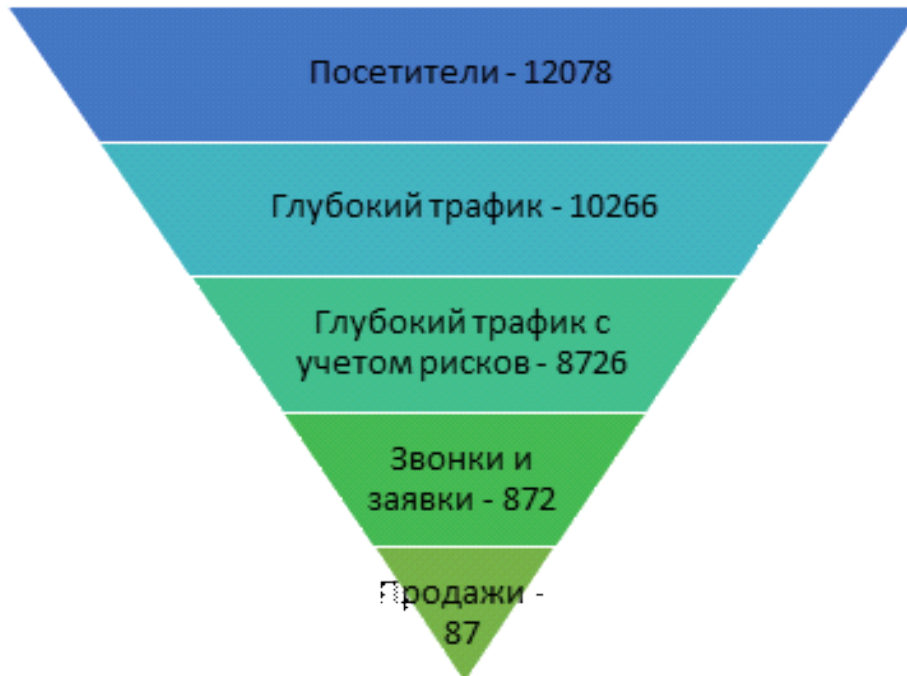 Посетители - 12078
Глубокий трафик - 10266
Глубокий трафик с
учетом рисков - 8726
Звонки и
заявки - 872
Продажи -
87